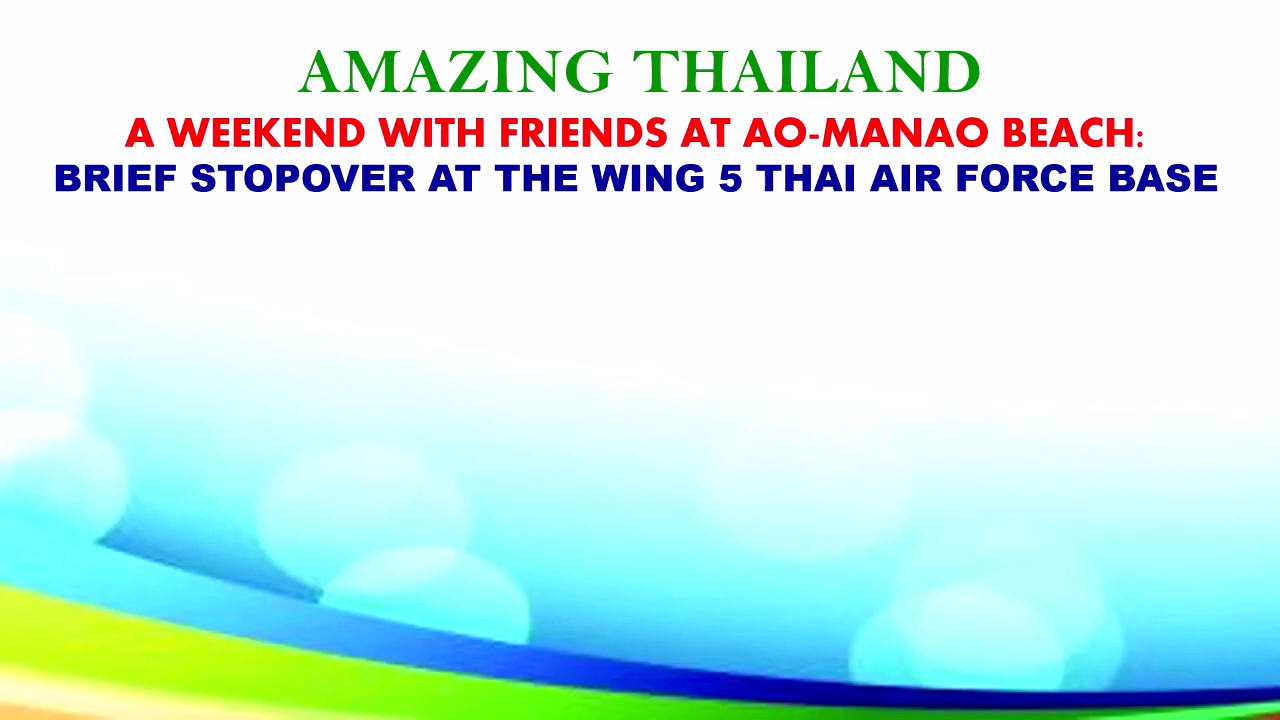 AMAZING THAILAND
A WEEKEND WITH FRIENDS AT AO-MANAO BEACH:
BRIEF STOPOVER AT THE WING 5 THAI AIR FORCE BASE